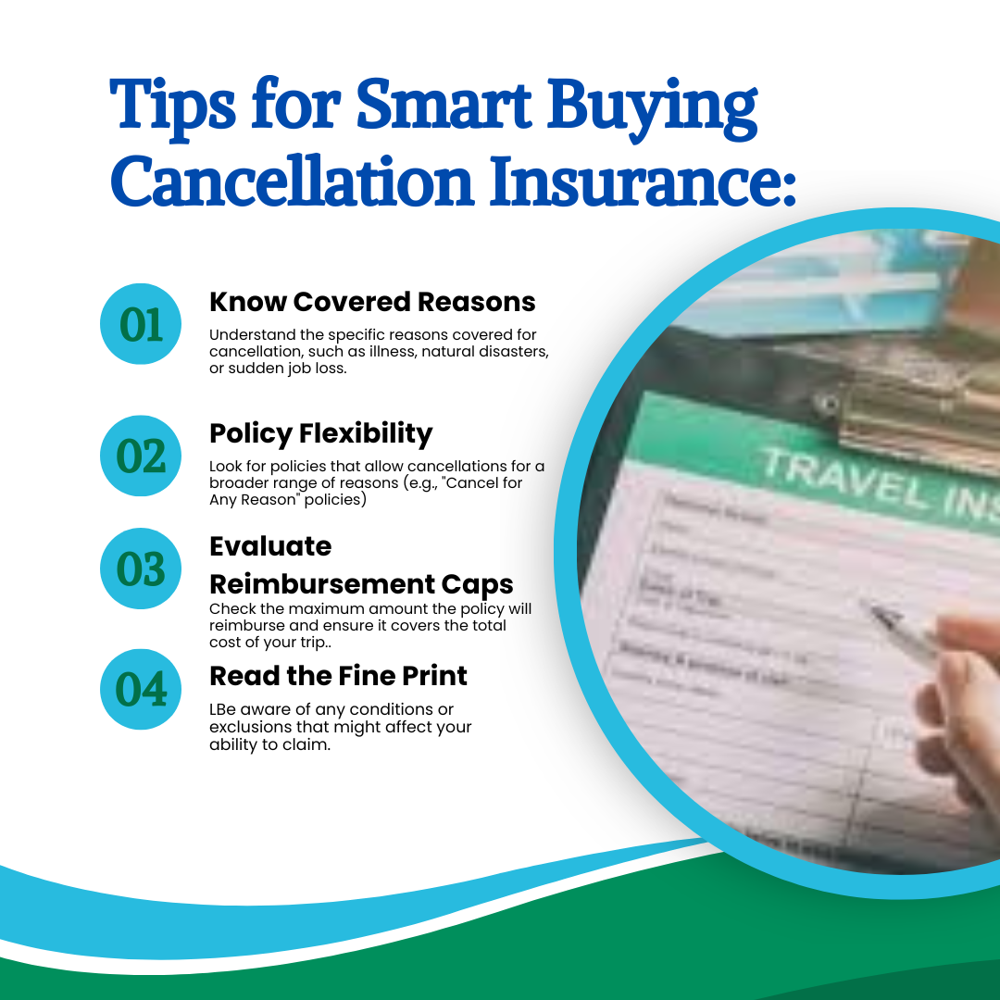 Tips for Smart Buying
Cancellation Insurance:
01
Know Covered Reasons
Understand the specific reasons covered for
cancellation, such as illness, natural disasters,
or sudden job loss.
02
Policy Flexibility
Look for policies that allow cancellations for a
broader range of reasons (e.g., "Cancel for
Any Reason" policies)
03
Evaluate
Reimbursement Caps
Check the maximum amount the policy will
reimburse and ensure it covers the total
cost of your trip..
04
Read the Fine Print
LBe aware of any conditions or
exclusions that might affect your
ability to claim.
TRAVEL INS